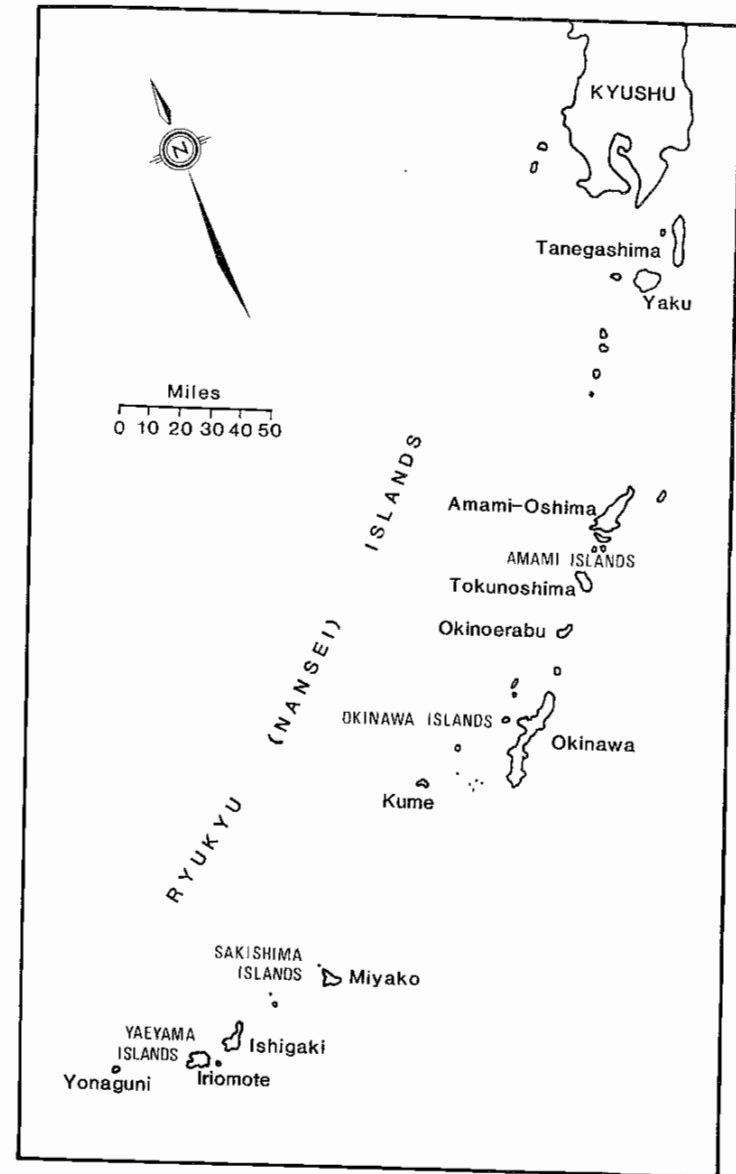 KYUSHU
N
Tanegashima
Yaku
Miles
0 10 20 30 40 50
Amami-Oshima
AMAMI ISLANDS
Tokunoshima
Okinoerabu
OKINAWA ISLANDS
Okinawa
Kume
RYUKYU (NANSEI) ISLANDS
SAKISHIMA
ISLANDS
Miyako
YAEYAMA
ISLANDS
Ishigaki
Iriomote
Yonaguni